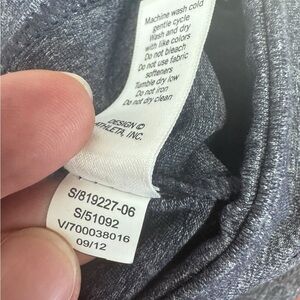 Machine wash cold
gentle cycle
Wash and dry
with like colors
Do not bleach
Do not use fabric
softeners
Tumble dry low
Do not iron
Do not dry clean
DESIGN ©
ATHLETA, INC.
S/819227-06
S/51092
V/700038016
09/12